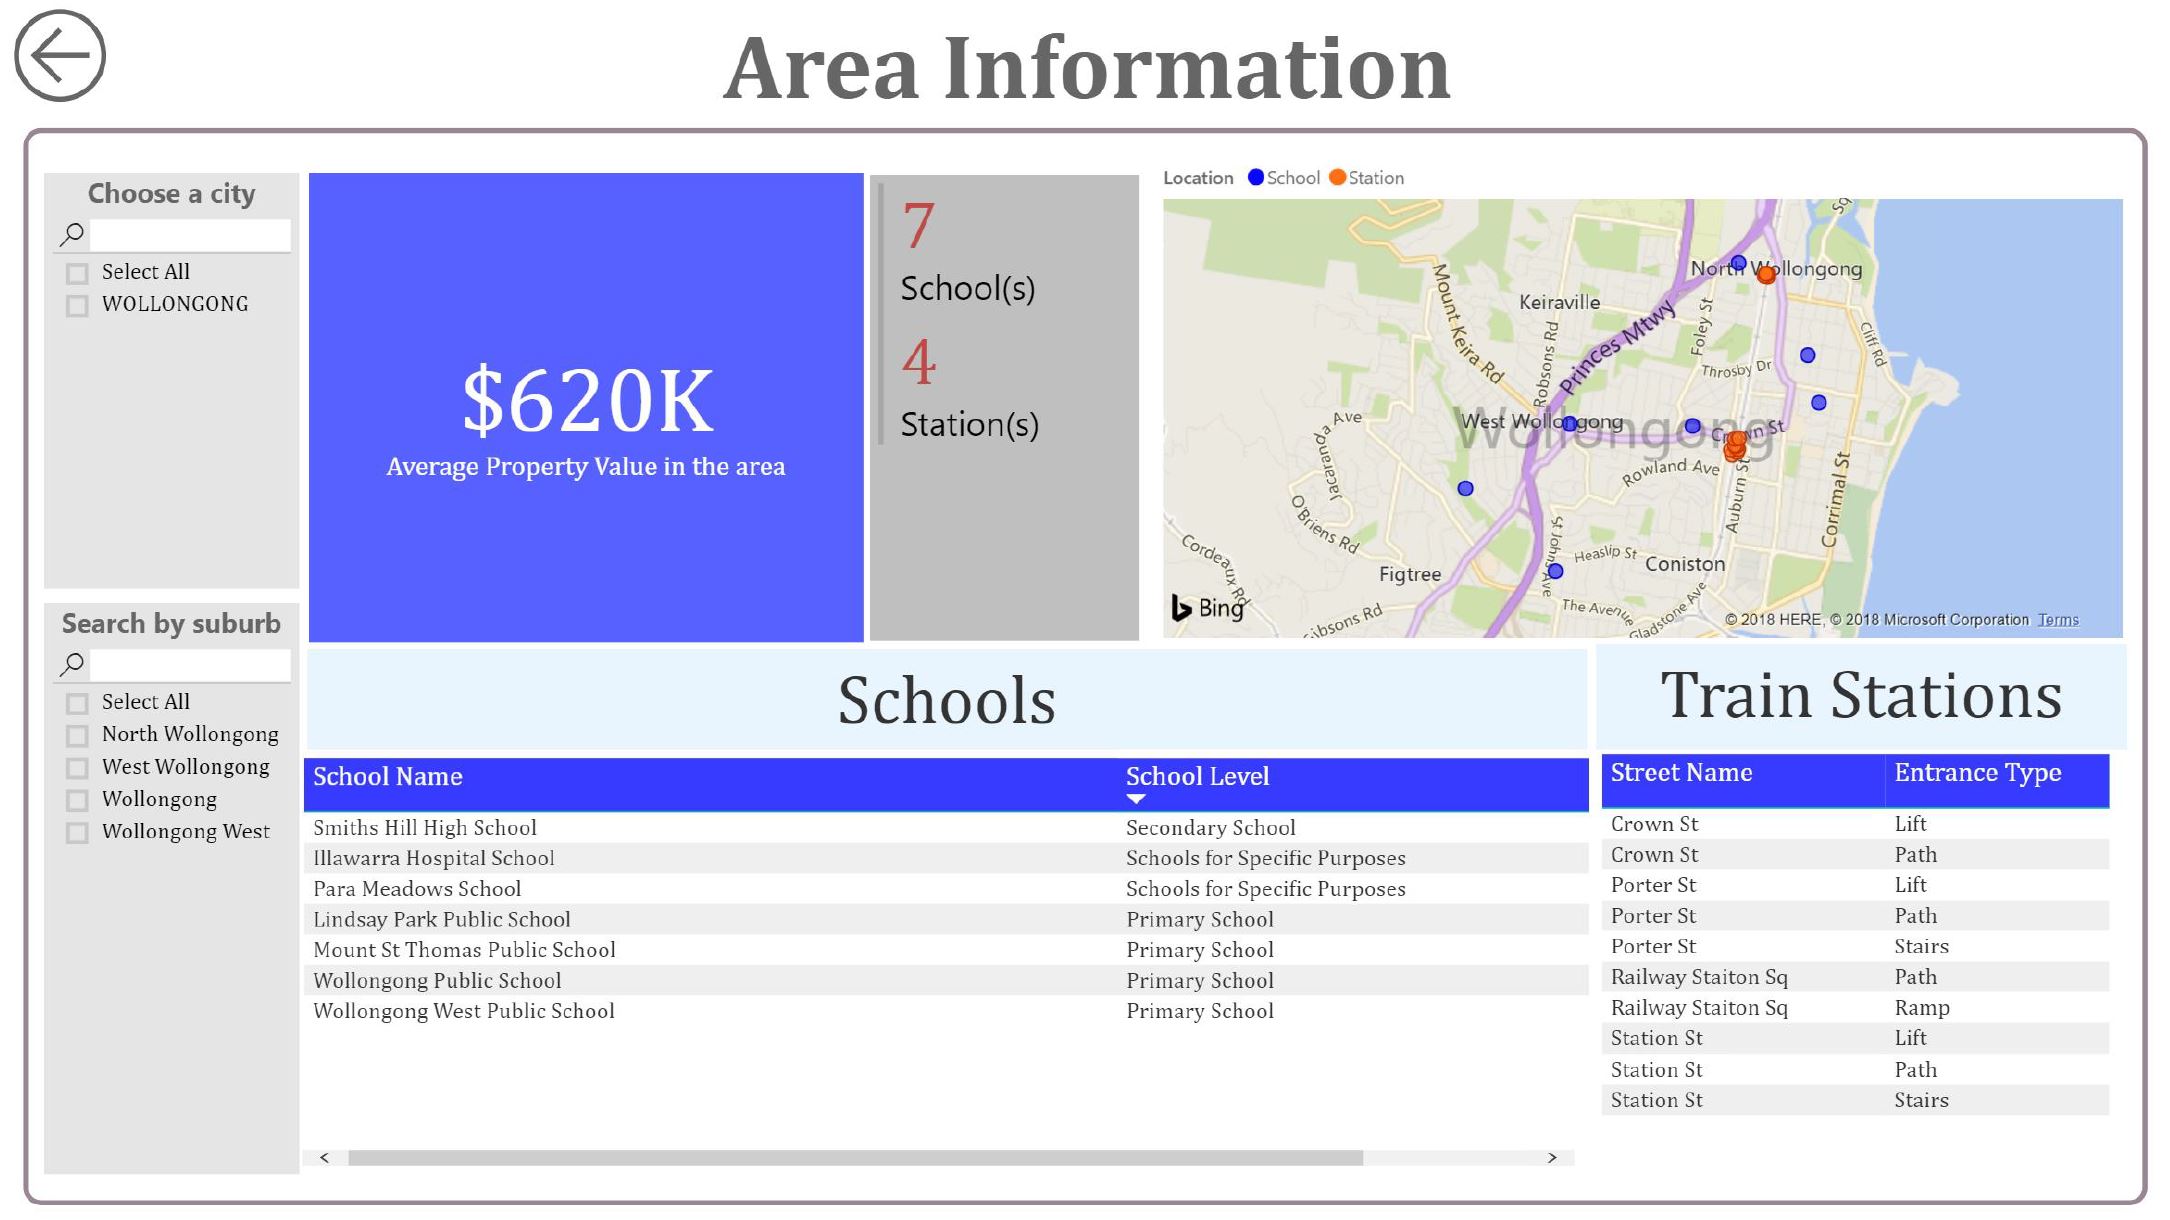 Area Information
Choose a city
Select All
WOLLONGONG
Search by suburb
Select All
North Wollongong
West Wollongong
Wollongong
Wollongong West
$620K
Average Property Value in the area
7
School(s)
4
Station(s)
Location School Station
North Wollongong
Keiraville
Mount Keira Rd
Robsons Rd
Princes Mtwy
Foley St
Throsby Dr
Cliff Rd
West Wollongong
Wollongong
Crown St
Jacaranda Ave
Rowland Ave
O'Briens Rd
Auburn St
Corrimal St
Cordeaux Rd
St Johns Ave
Heaslip St
Coniston
Figtree
The Avenue
Gladstone Ave
ibsons Rd
Sq
Bing
© 2018 HERE, © 2018 Microsoft Corporation Terms
Schools
School Name School Level
Smiths Hill High School Secondary School
Illawarra Hospital School Schools for Specific Purposes
Para Meadows School Schools for Specific Purposes
Lindsay Park Public School Primary School
Mount St Thomas Public School Primary School
Wollongong Public School Primary School
Wollongong West Public School Primary School
Train Stations
Street Name Entrance Type
Crown St Lift
Crown St Path
Porter St Lift
Porter St Path
Porter St Stairs
Railway Staiton Sq Path
Railway Staiton Sq Ramp
Station St Lift
Station St Path
Station St Stairs